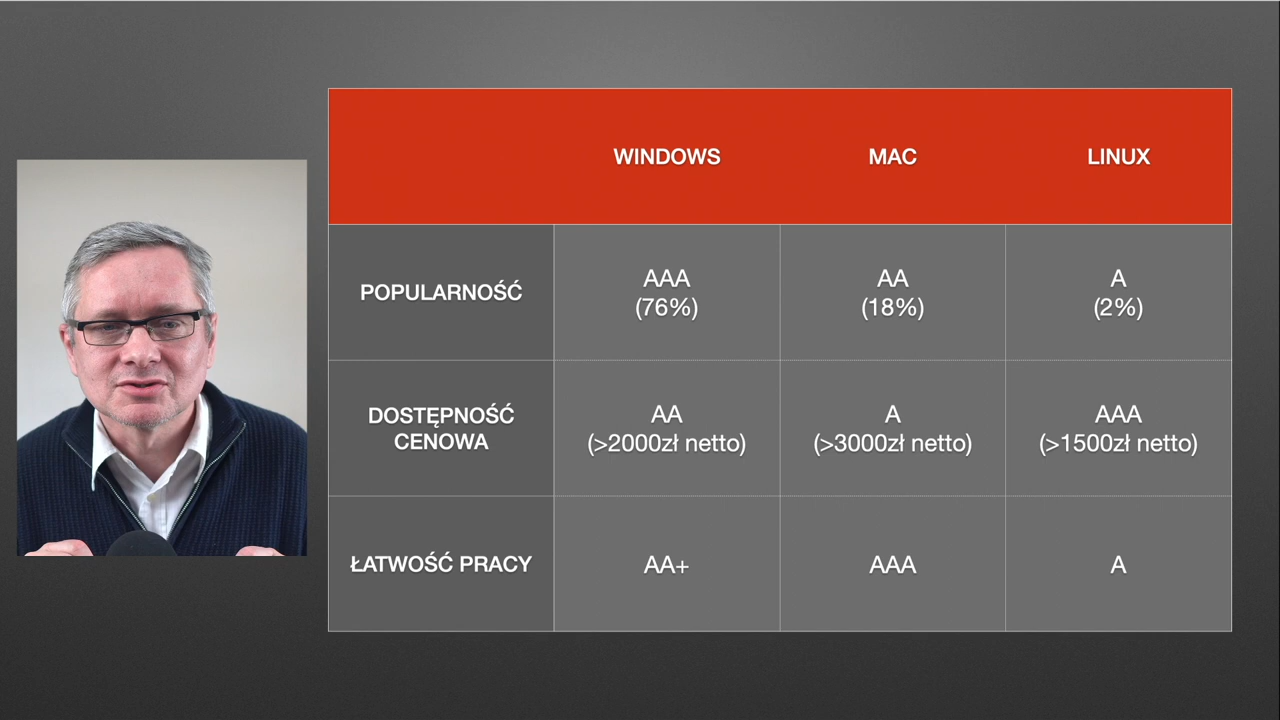 WINDOWS MAC LINUX
POPULARNOŚĆ
AAA
(76%)
AA
(18%)
A
(2%)
DOSTĘPNOŚĆ
CENOWA
AA
(>2000zł netto)
A
(>3000zł netto)
AAA
(>1500zł netto)
ŁATWOŚĆ PRACY
AA+
AAA
A